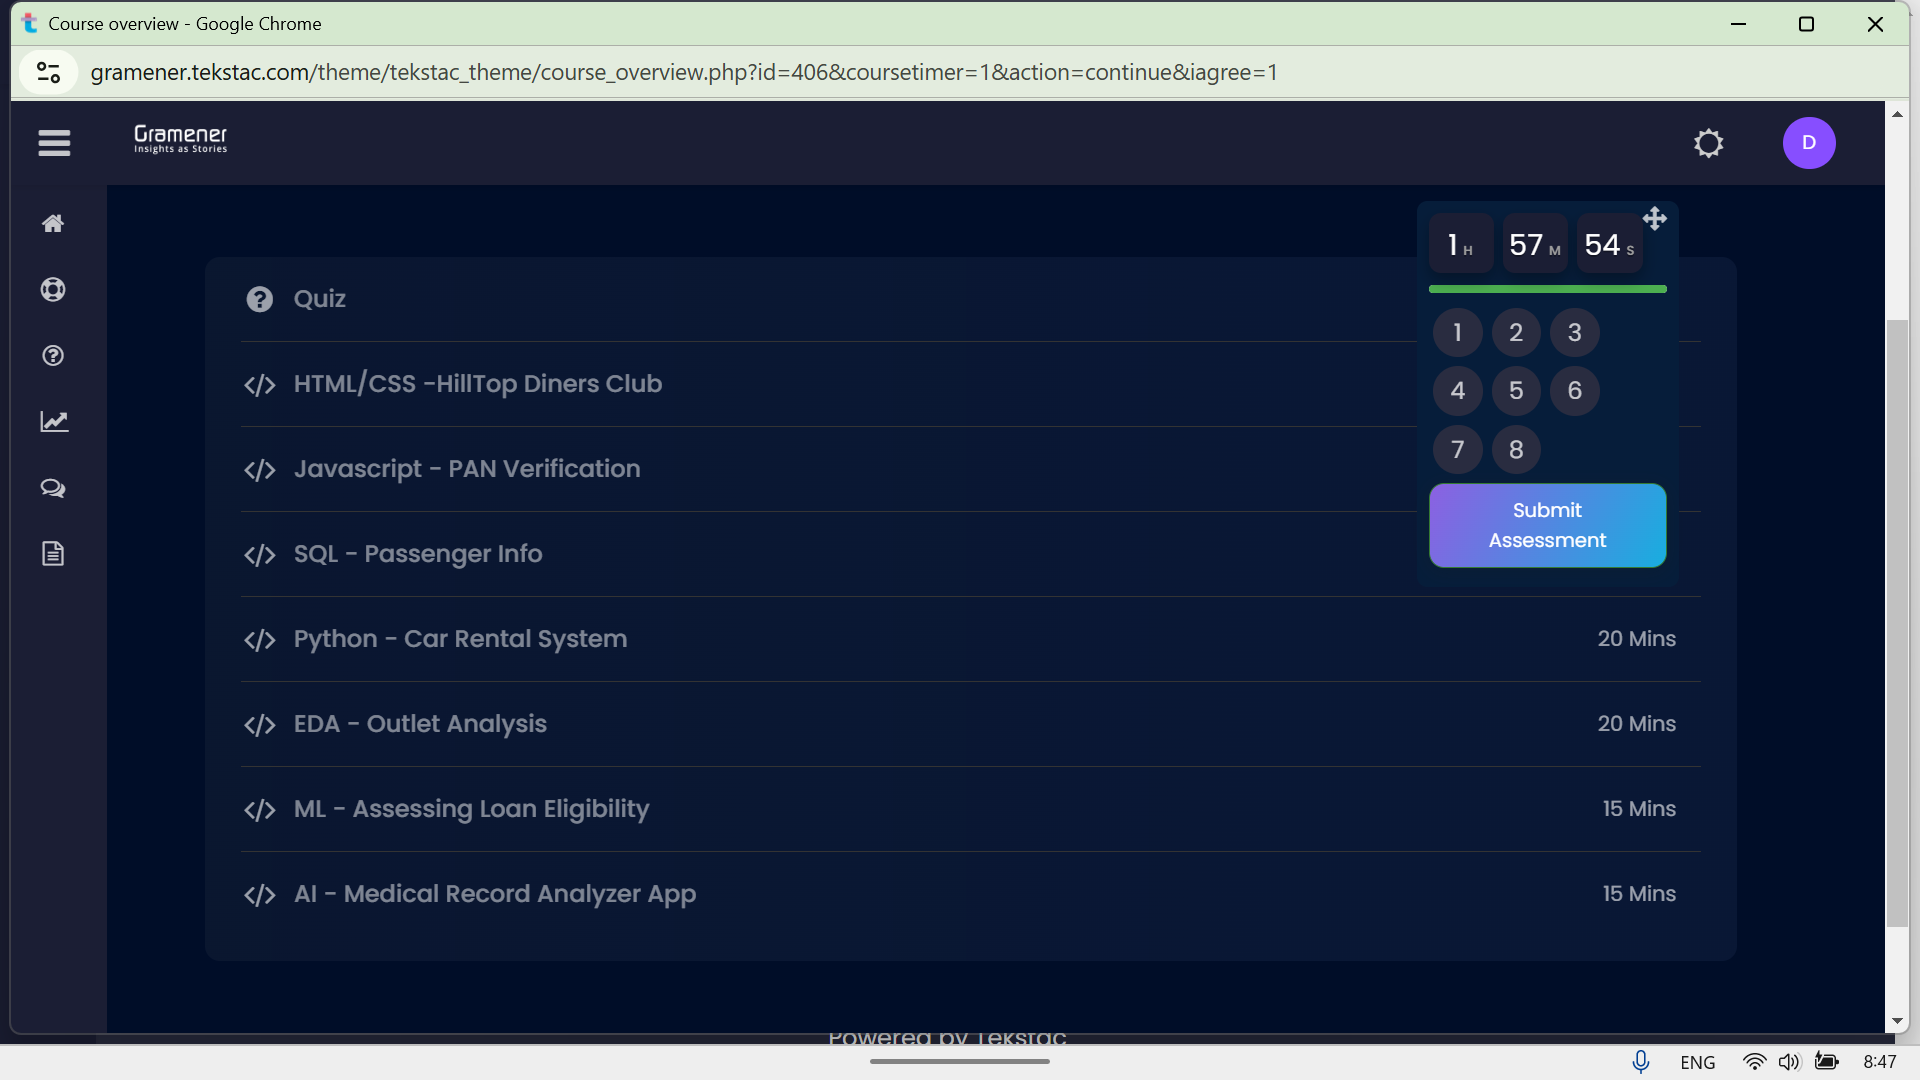 Course overview - Google Chrome
gramener.tekstac.com/theme/tekstac_theme/course_overview.php?id=406&coursetimer=1&action=continue&iagree=1
Gramener
Insights as Stories
D
1 H 57 M 54 S
Quiz
1 2 3
HTML/CSS -HillTop Diners Club
4 5 6
Javascript - PAN Verification
7 8
Submit
Assessment
SQL - Passenger Info
Python - Car Rental System 20 Mins
EDA - Outlet Analysis 20 Mins
ML - Assessing Loan Eligibility 15 Mins
AI - Medical Record Analyzer App 15 Mins
Powered by Tekstac
ENG 8:47